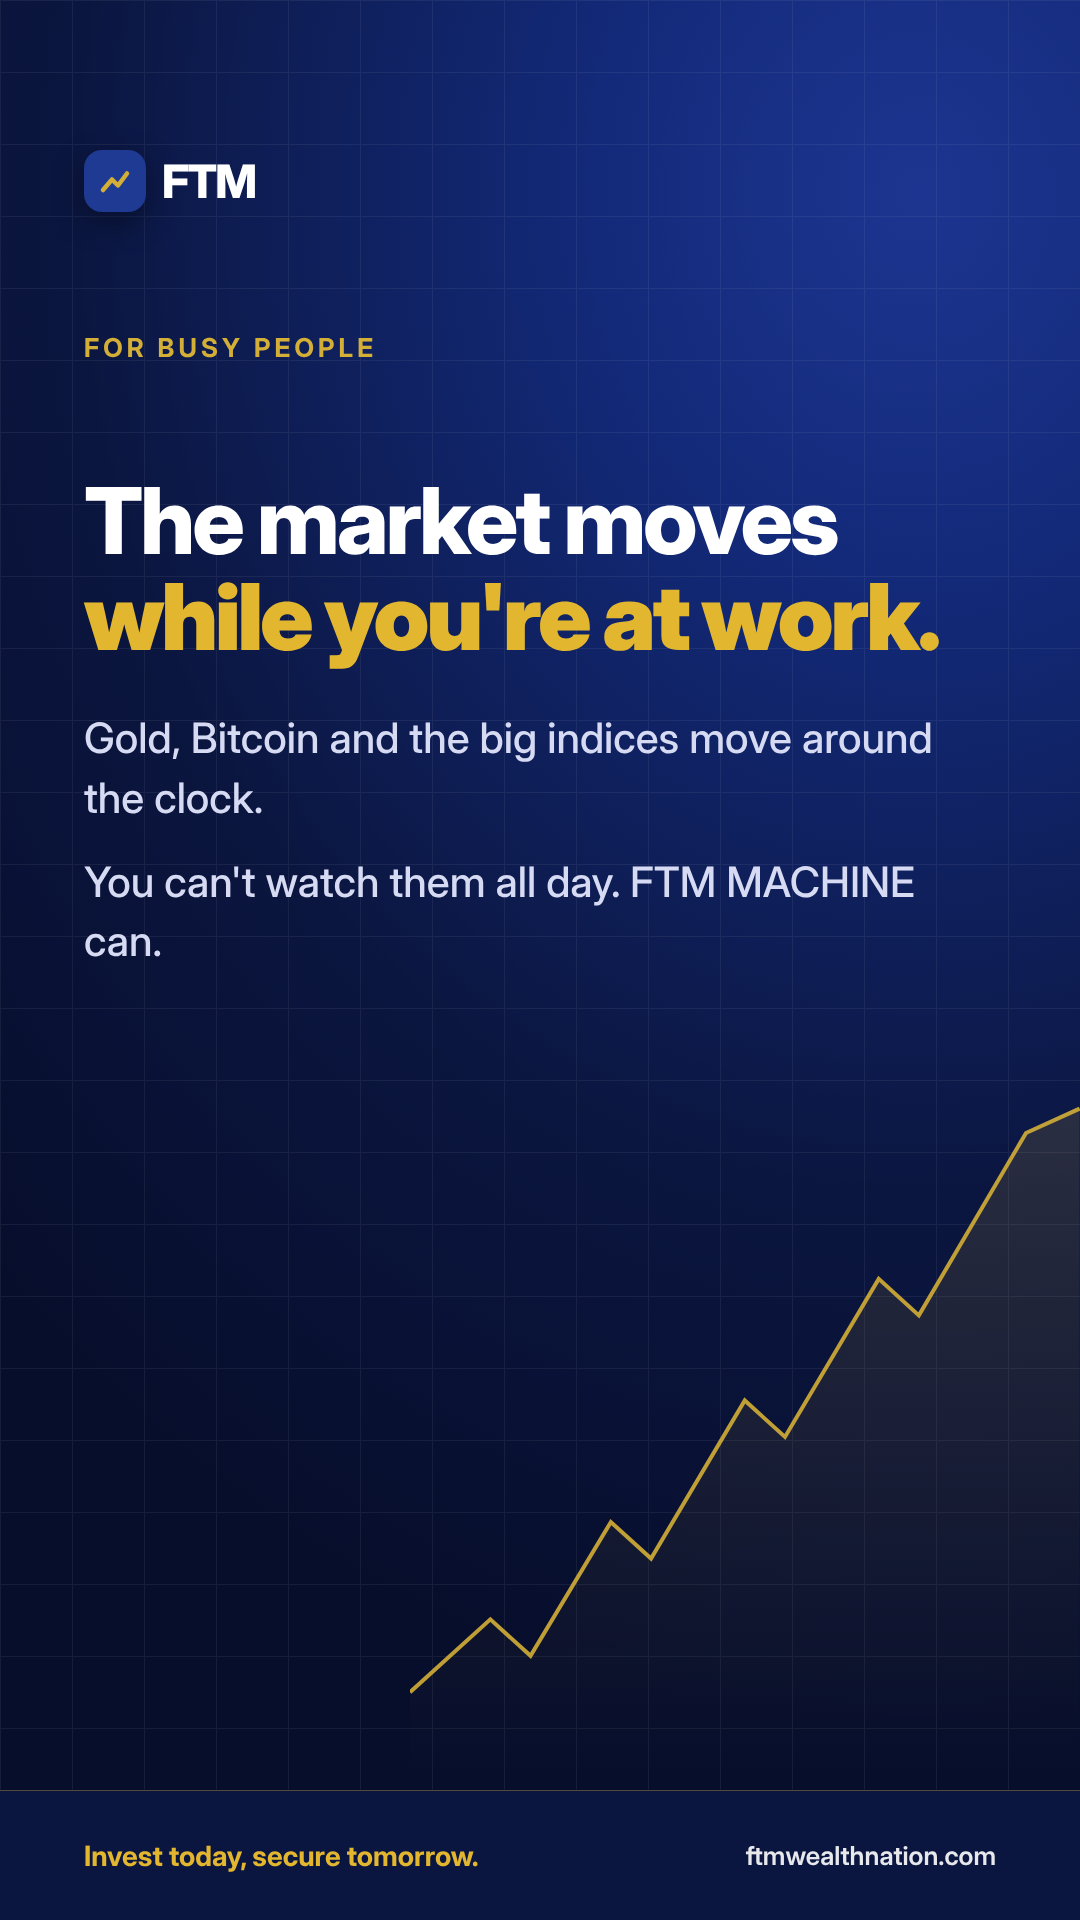 FTM
FOR BUSY PEOPLE
The market moves
while you're at work.
Gold, Bitcoin and the big indices move around
the clock.
You can't watch them all day. FTM MACHINE
can.
Invest today, secure tomorrow.
ftmwealthnation.com